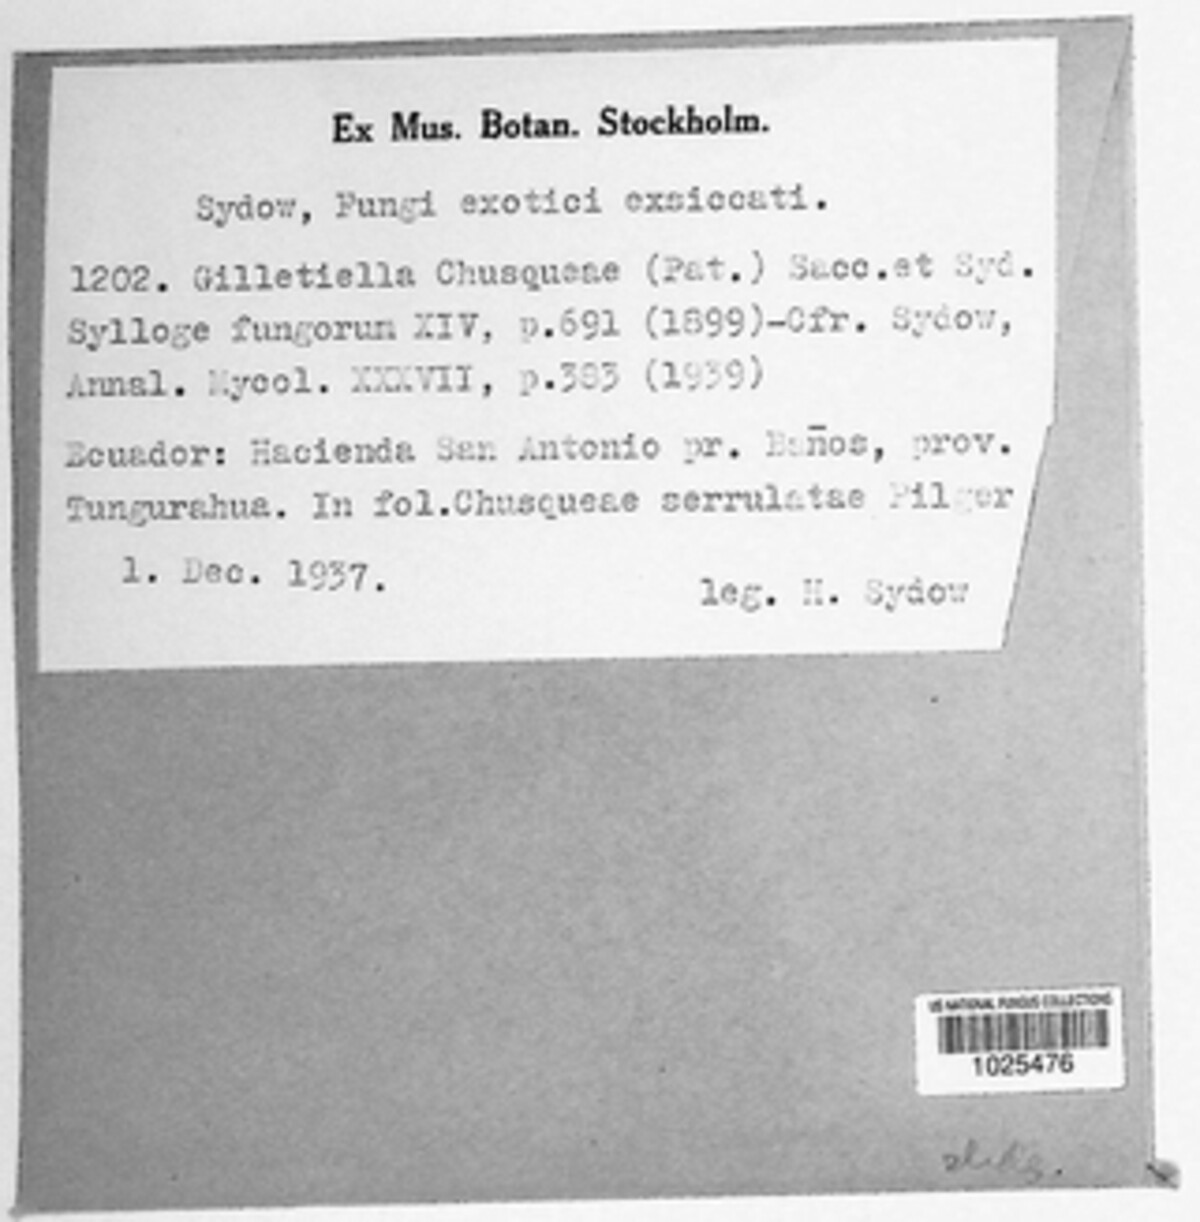 Ex Mus. Botan. Stockholm.
Sydow, Fungi exotici exsiccati.
1202. Gilletiella Chusqueae (Pat.) Sacc.et Syd.
Sylloge fungorum XIV, p.691 (1899)-Cfr. Sydow,
Annal. Mycol. XXXVII, p.383 (1939)
Ecuador: Hacienda San Antonio pr. Baños, prov.
Tungurahua. In fol.Chusqueae serrulatae Pilger
1. Dec. 1937.
leg. H. Sydow
US NATIONAL FUNGUS COLLECTIONS
1025476